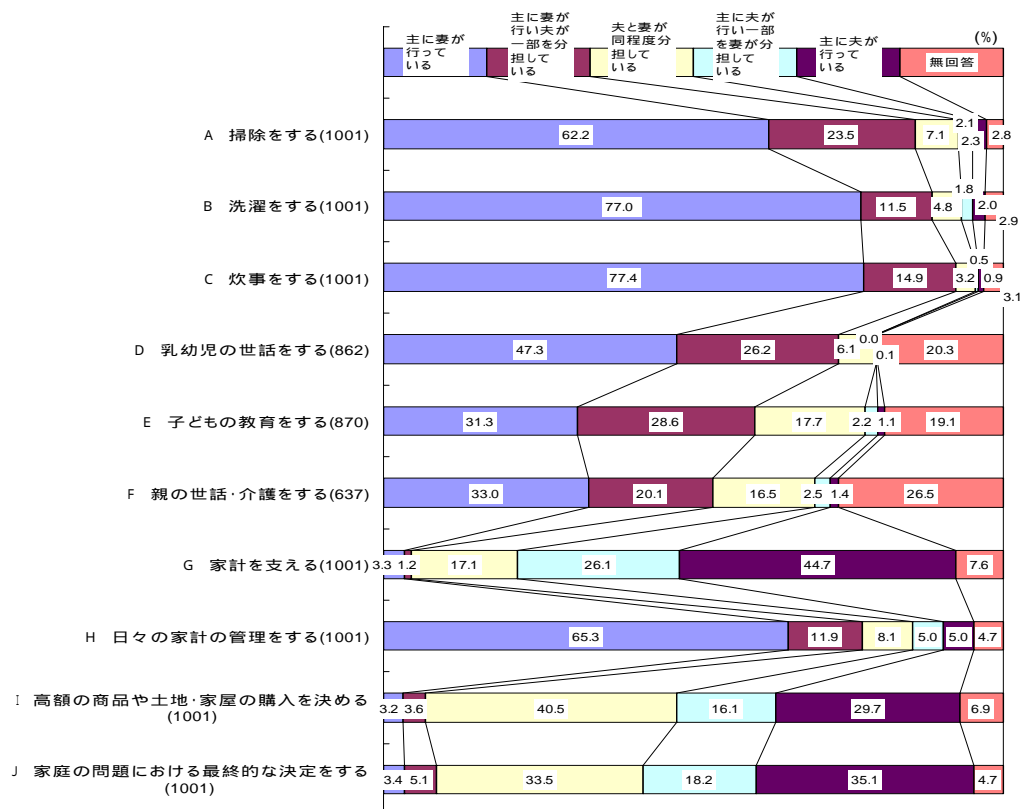 (%)
主に妻が
行って
いる
主に妻が
行い夫が
一部を分
担して
いる
夫と妻が
同程度分
担して
いる
主に夫が
行い一部
を妻が分
担して
いる
主に夫が
行って
いる
無回答
A 掃除をする(1001)
62.2 23.5 7.1 2.3 2.1 2.8
B 洗濯をする(1001)
77.0 11.5 4.8 1.8 2.0 2.9
C 炊事をする(1001)
77.4 14.9 3.2 0.5 0.9 3.1
D 乳幼児の世話をする(862)
47.3 26.2 6.1 0.0 0.1 20.3
E 子どもの教育をする(870)
31.3 28.6 17.7 2.2 1.1 19.1
F 親の世話・介護をする(637)
33.0 20.1 16.5 2.5 1.4 26.5
G 家計を支える(1001)
3.3 1.2 17.1 26.1 44.7 7.6
H 日々の家計の管理をする(1001)
65.3 11.9 8.1 5.0 5.0 4.7
I 高額の商品や土地・家屋の購入を決める
(1001)
3.2 3.6 40.5 16.1 29.7 6.9
J 家庭の問題における最終的な決定をする
(1001)
3.4 5.1 33.5 18.2 35.1 4.7